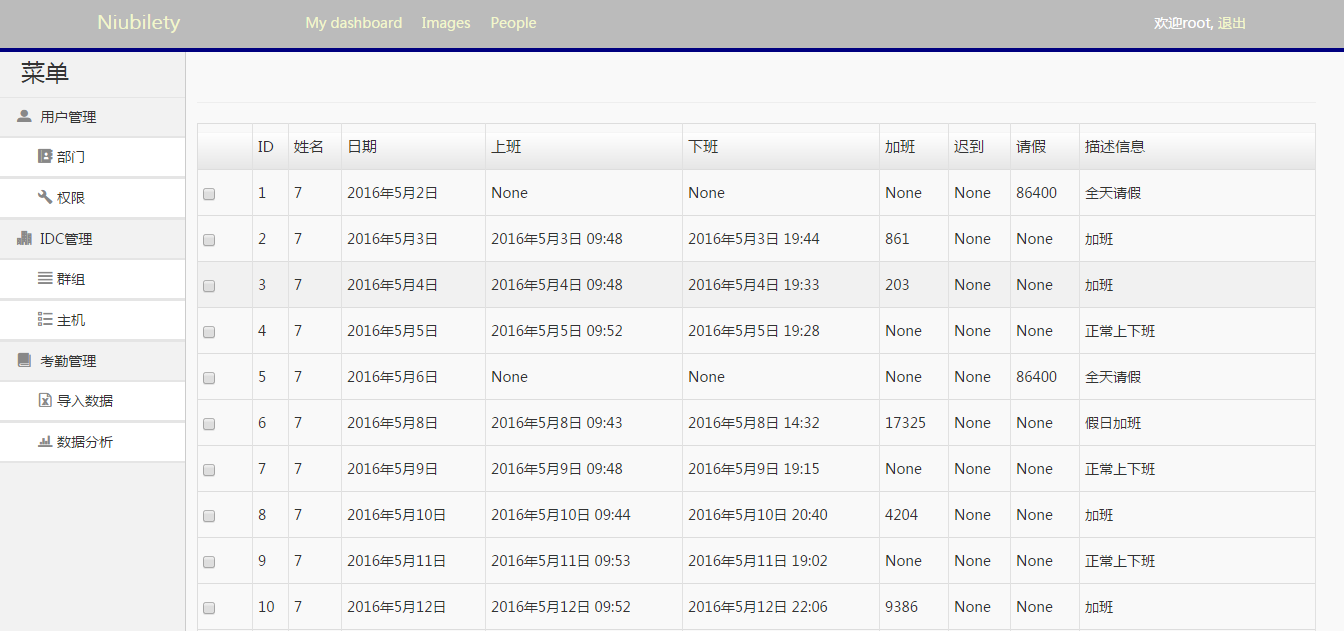 Niubilety My dashboard Images People 欢迎root, 退出
菜单
用户管理
部门
权限
IDC管理
群组
主机
考勤管理
导入数据
数据分析
ID 姓名 日期 上班 下班 加班 迟到 请假 描述信息
1 7 2016年5月2日 None None None None 86400 全天请假
2 7 2016年5月3日 2016年5月3日 09:48 2016年5月3日 19:44 861 None None 加班
3 7 2016年5月4日 2016年5月4日 09:48 2016年5月4日 19:33 203 None None 加班
4 7 2016年5月5日 2016年5月5日 09:52 2016年5月5日 19:28 None None None 正常上下班
5 7 2016年5月6日 None None None None 86400 全天请假
6 7 2016年5月8日 2016年5月8日 09:43 2016年5月8日 14:32 17325 None None 假日加班
7 7 2016年5月9日 2016年5月9日 09:48 2016年5月9日 19:15 None None None 正常上下班
8 7 2016年5月10日 2016年5月10日 09:44 2016年5月10日 20:40 4204 None None 加班
9 7 2016年5月11日 2016年5月11日 09:53 2016年5月11日 19:02 None None None 正常上下班
10 7 2016年5月12日 2016年5月12日 09:52 2016年5月12日 22:06 9386 None None 加班